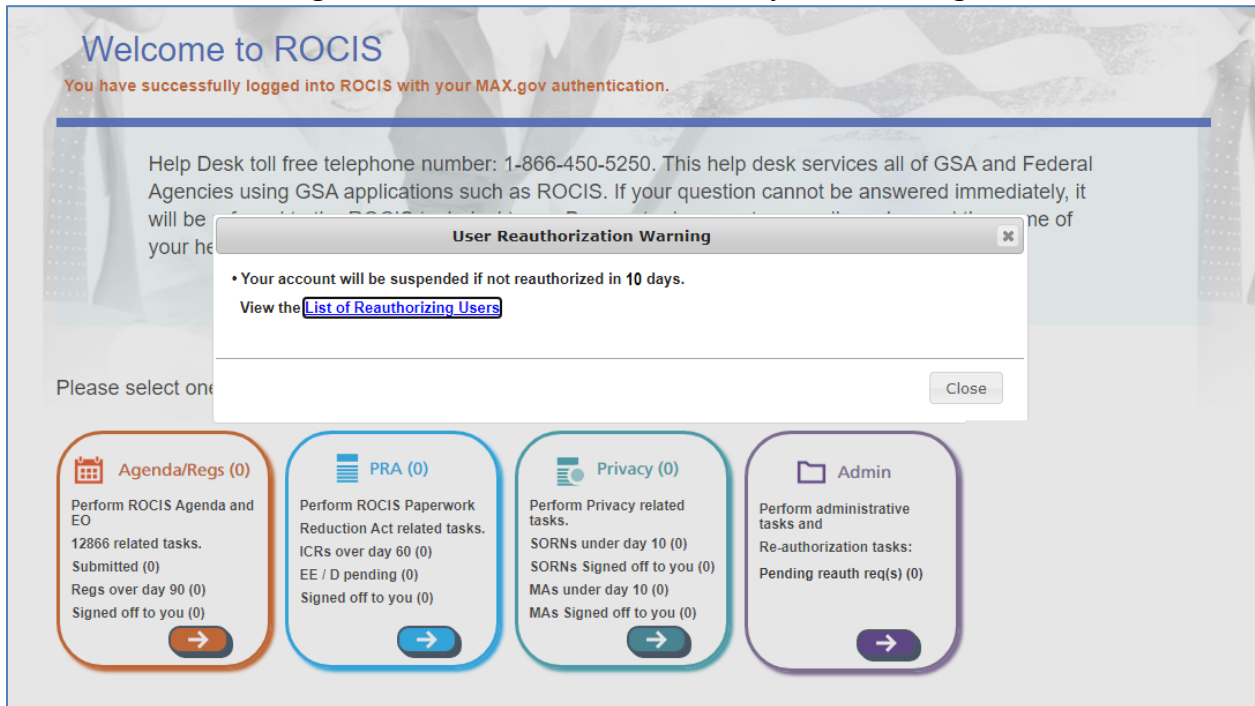 Welcome to ROCIS
You have successfully logged into ROCIS with your MAX.gov authentication.
Help Desk toll free telephone number: 1-866-450-5250. This help desk services all of GSA and Federal
Agencies using GSA applications such as ROCIS. If your question cannot be answered immediately, it
will be
me of
your he
User Reauthorization Warning
• Your account will be suspended if not reauthorized in 10 days.
View the List of Reauthorizing Users
Close
Please select one
Agenda/Regs (0)
Perform ROCIS Agenda and
EO
12866 related tasks.
Submitted (0)
Regs over day 90 (0)
Signed off to you (0)
PRA (0)
Perform ROCIS Paperwork
Reduction Act related tasks.
ICRs over day 60 (0)
EE / D pending (0)
Signed off to you (0)
Privacy (0)
Perform Privacy related
tasks.
SORNs under day 10 (0)
SORNs Signed off to you (0)
MAs under day 10 (0)
MAs Signed off to you (0)
Admin
Perform administrative
tasks and
Re-authorization tasks:
Pending reauth req(s) (0)